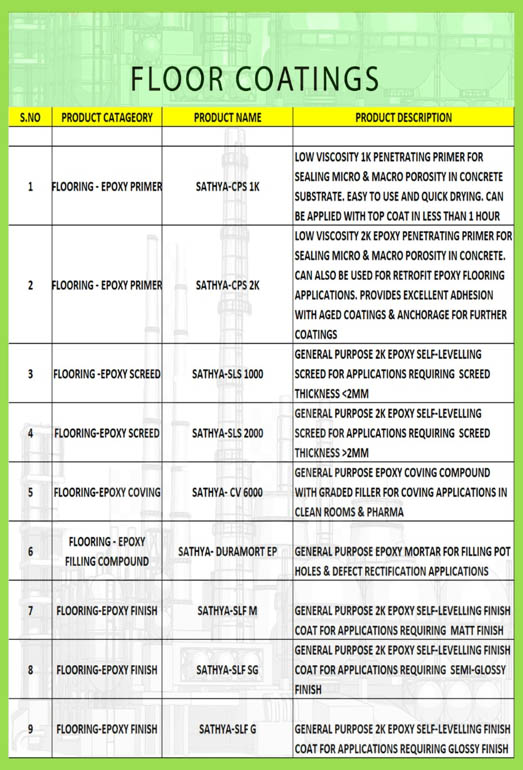 FLOOR COATINGS
S.NO PRODUCT CATAGEORY PRODUCT NAME PRODUCT DESCRIPTION
1 FLOORING - EPOXY PRIMER SATHYA-CPS 1K
LOW VISCOSITY 1K PENETRATING PRIMER FOR
SEALING MICRO & MACRO POROSITY IN CONCRETE
SUBSTRATE. EASY TO USE AND QUICK DRYING. CAN
BE APPLIED WITH TOP COAT IN LESS THAN 1 HOUR
2 FLOORING - EPOXY PRIMER SATHYA-CPS 2K
LOW VISCOSITY 2K EPOXY PENETRATING PRIMER FOR
SEALING MICRO & MACRO POROSITY IN CONCRETE.
CAN ALSO BE USED FOR RETROFIT EPOXY FLOORING
APPLICATIONS. PROVIDES EXCELLENT ADHESION
WITH AGED COATINGS & ANCHORAGE FOR FURTHER
COATINGS
3 FLOORING -EPOXY SCREED SATHYA-SLS 1000
GENERAL PURPOSE 2K EPOXY SELF-LEVELLING
SCREED FOR APPLICATIONS REQUIRING SCREED
THICKNESS <2MM
4 FLOORING-EPOXY SCREED SATHYA-SLS 2000
GENERAL PURPOSE 2K EPOXY SELF-LEVELLING
SCREED FOR APPLICATIONS REQUIRING SCREED
THICKNESS >2MM
5 FLOORING-EPOXY COVING SATHYA- CV 6000
GENERAL PURPOSE EPOXY COVING COMPOUND
WITH GRADED FILLER FOR COVING APPLICATIONS IN
CLEAN ROOMS & PHARMA
6 FLOORING - EPOXY
FILLING COMPOUND SATHYA- DURAMORT EP
GENERAL PURPOSE EPOXY MORTAR FOR FILLING POT
HOLES & DEFECT RECTIFICATION APPLICATIONS
7 FLOORING-EPOXY FINISH SATHYA-SLF M
GENERAL PURPOSE 2K EPOXY SELF-LEVELLING FINISH
COAT FOR APPLICATIONS REQUIRING MATT FINISH
8 FLOORING-EPOXY FINISH SATHYA-SLF SG
GENERAL PURPOSE 2K EPOXY SELF-LEVELLING FINISH
COAT FOR APPLICATIONS REQUIRING SEMI-GLOSSY
FINISH
9 FLOORING-EPOXY FINISH SATHYA-SLF G
GENERAL PURPOSE 2K EPOXY SELF-LEVELLING FINISH
COAT FOR APPLICATIONS REQUIRING GLOSSY FINISH